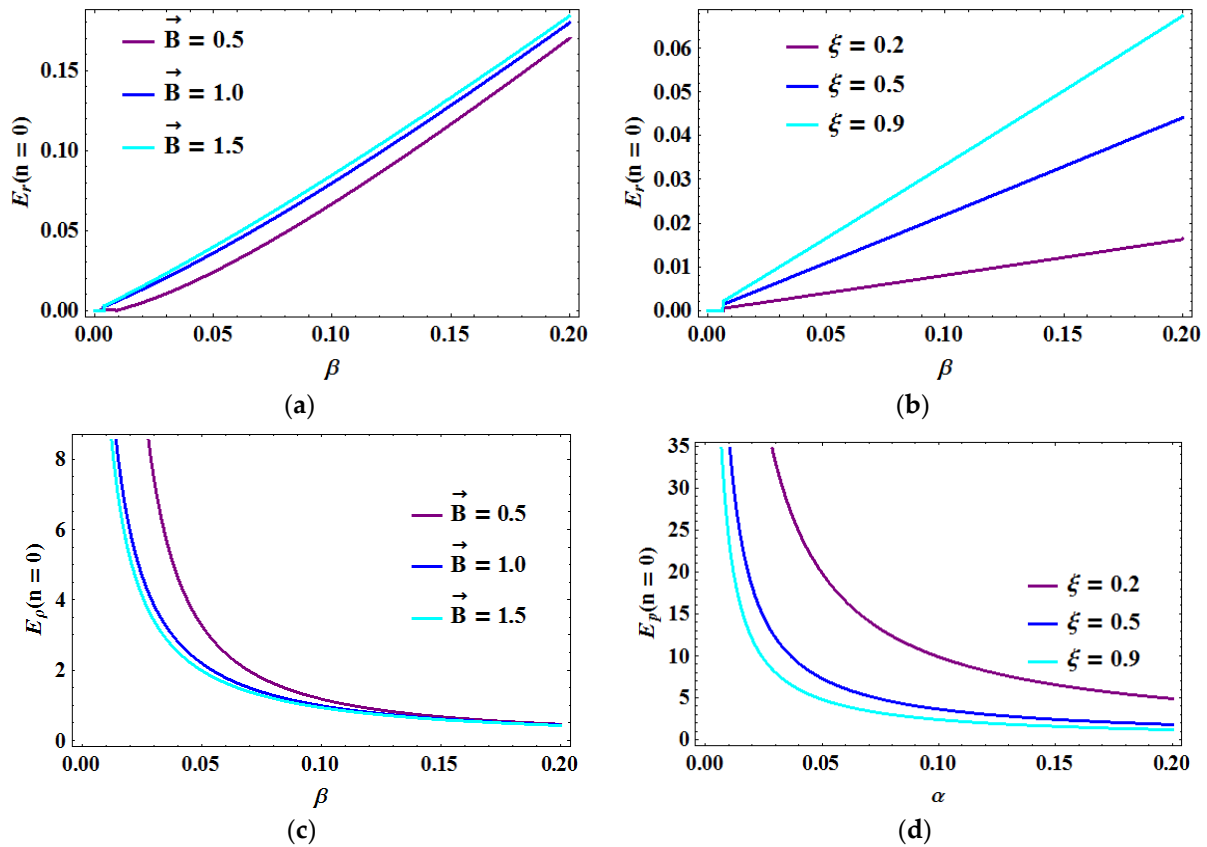 B⃗ = 0.5
B⃗ = 1.0
B⃗ = 1.5
E_r(n = 0)
0.15
0.10
0.05
0.00
0.00 0.05 0.10 0.15 0.20
β
(a)
ξ = 0.2
ξ = 0.5
ξ = 0.9
E_r(n = 0)
0.06
0.05
0.04
0.03
0.02
0.01
0.00
0.00 0.05 0.10 0.15 0.20
β
(b)
B⃗ = 0.5
B⃗ = 1.0
B⃗ = 1.5
E_ρ(n = 0)
8
6
4
2
0
0.00 0.05 0.10 0.15 0.20
β
(c)
ξ = 0.2
ξ = 0.5
ξ = 0.9
E_p(n = 0)
35
30
25
20
15
10
5
0
0.00 0.05 0.10 0.15 0.20
α
(d)